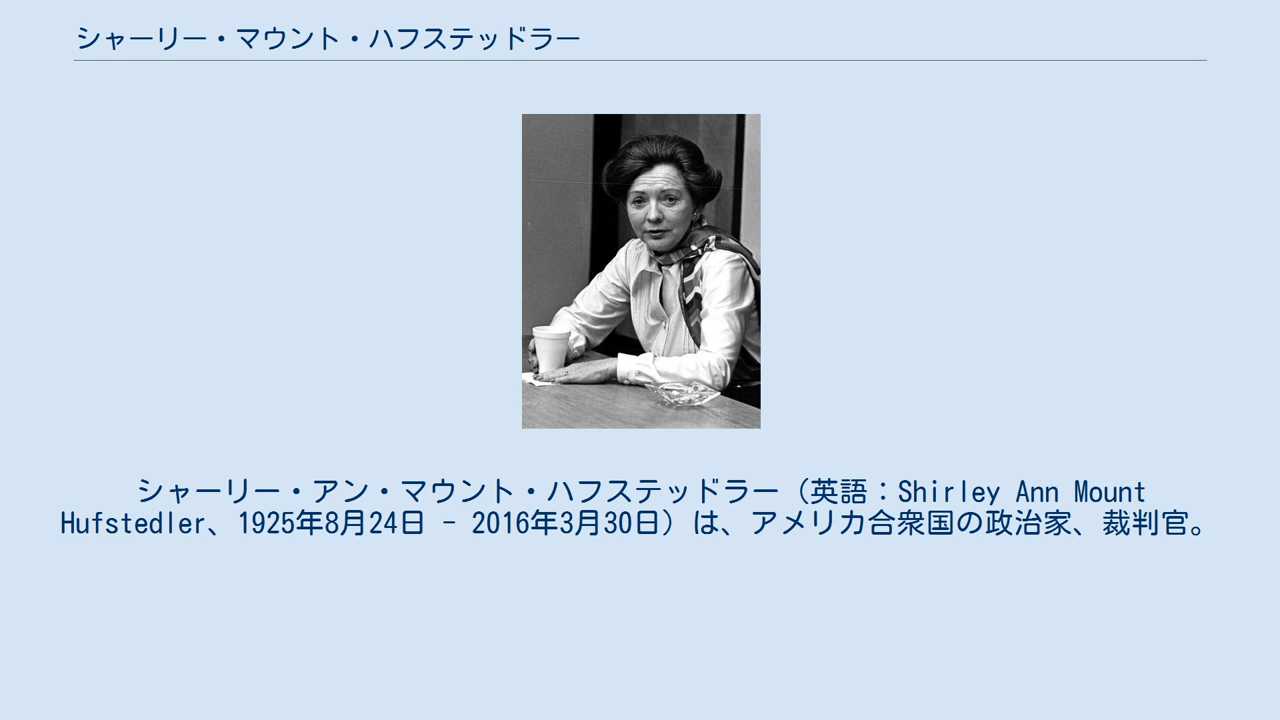 シャーリー・マウント・ハフステッドラー
シャーリー・アン・マウント・ハフステッドラー（英語：Shirley Ann Mount
Hufstedler、1925年8月24日 - 2016年3月30日）は、アメリカ合衆国の政治家、裁判官。